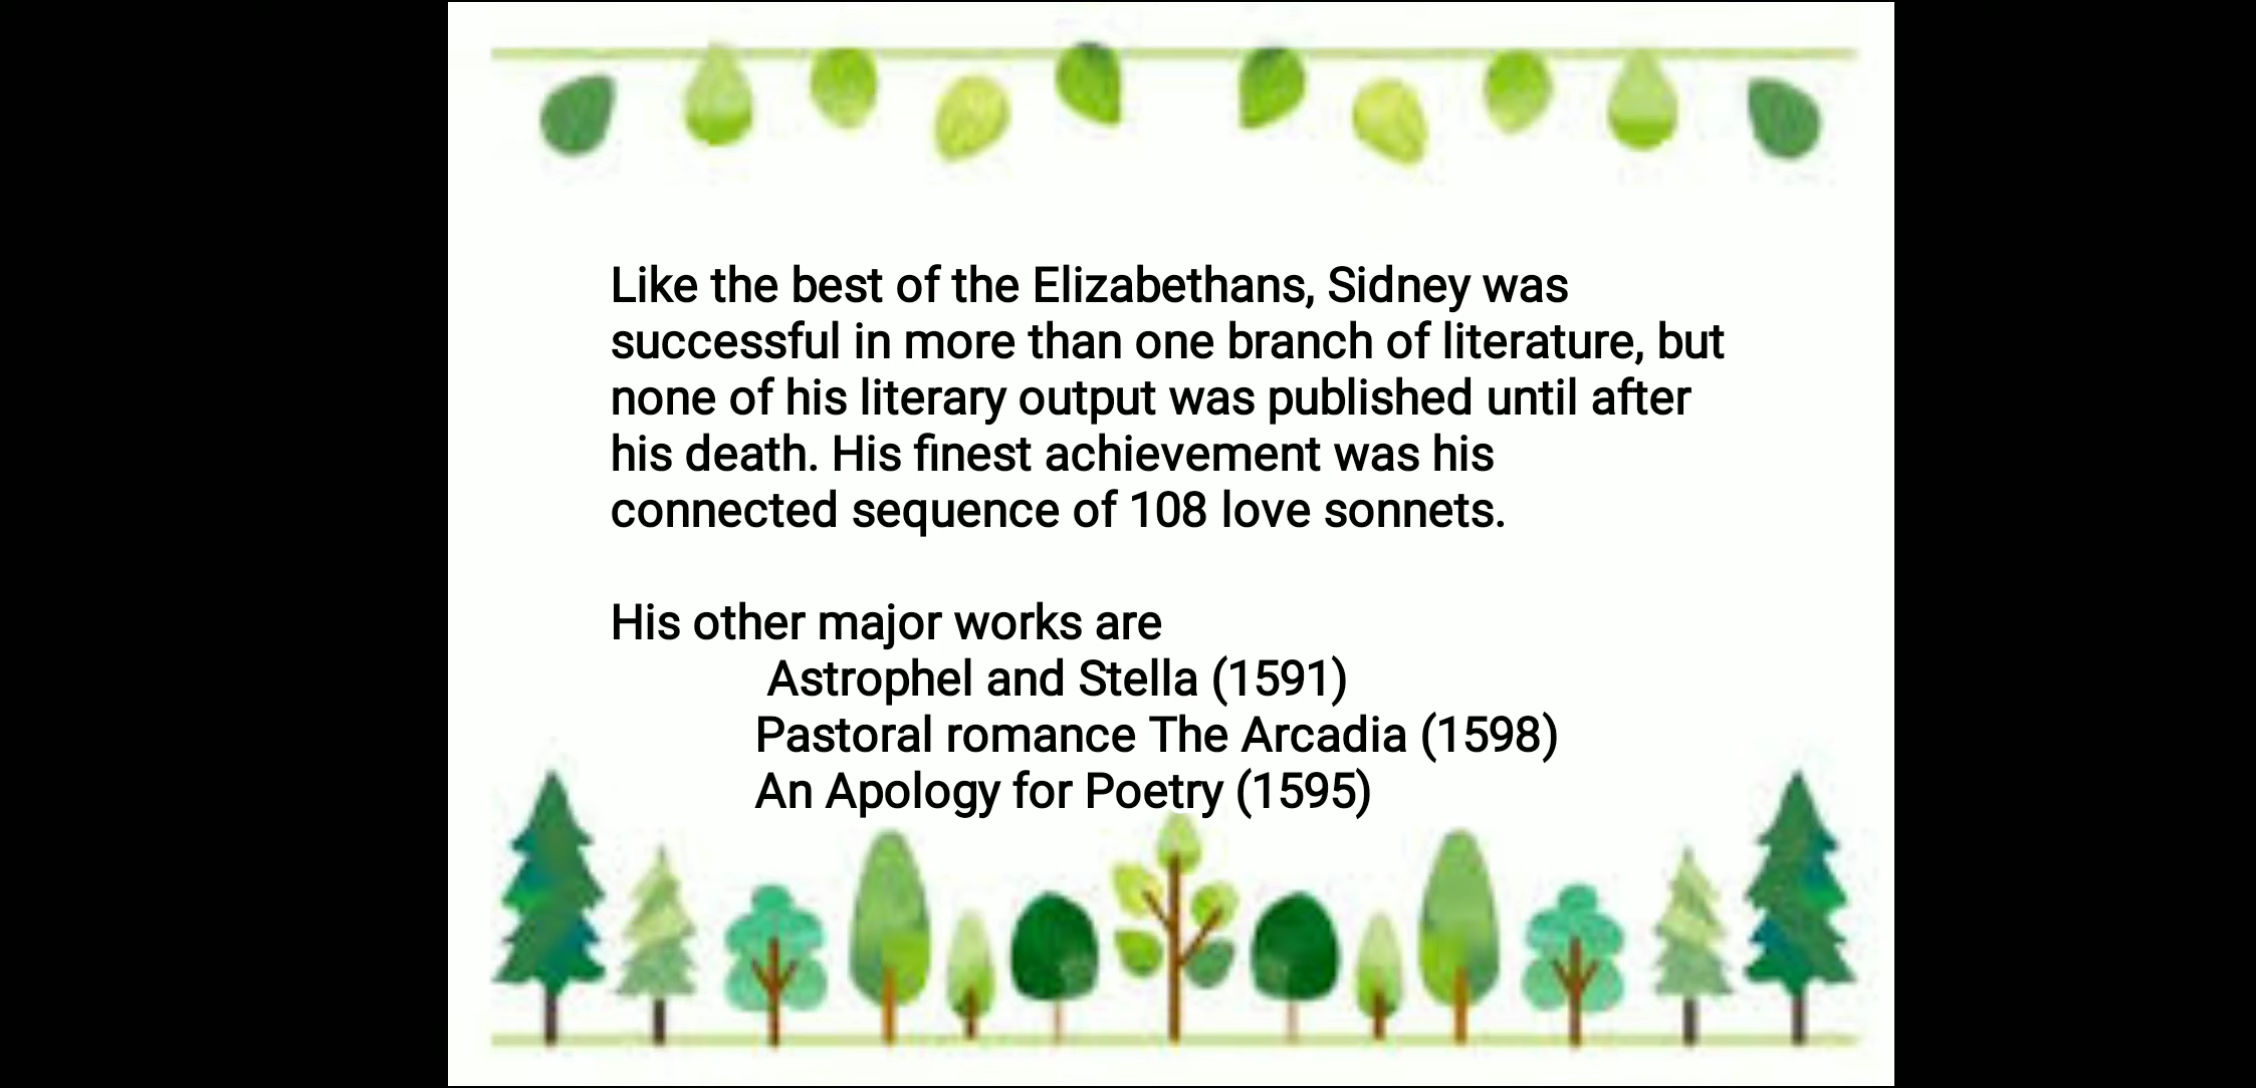 Like the best of the Elizabethans, Sidney was
successful in more than one branch of literature, but
none of his literary output was published until after
his death. His finest achievement was his
connected sequence of 108 love sonnets.
His other major works are
Astrophel and Stella (1591)
Pastoral romance The Arcadia (1598)
An Apology for Poetry (1595)